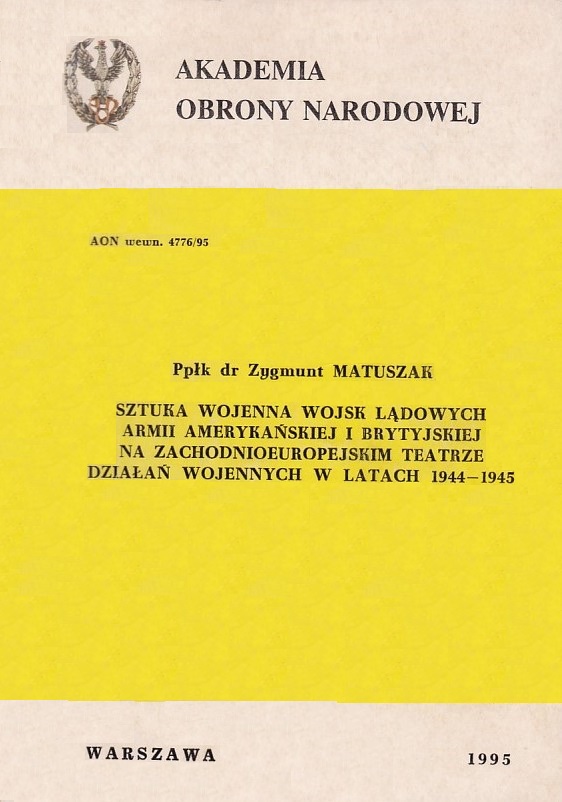 AKADEMIA
OBRONY NARODOWEJ
AON wewn. 4776/95
Ppłk dr Zygmunt MATUSZAK
SZTUKA WOJENNA WOJSK LĄDOWYCH
ARMII AMERYKAŃSKIEJ I BRYTYJSKIEJ
NA ZACHODNIOEUROPEJSKIM TEATRZE
DZIAŁAŃ WOJENNYCH W LATACH 1944—1945
WARSZAWA
1995